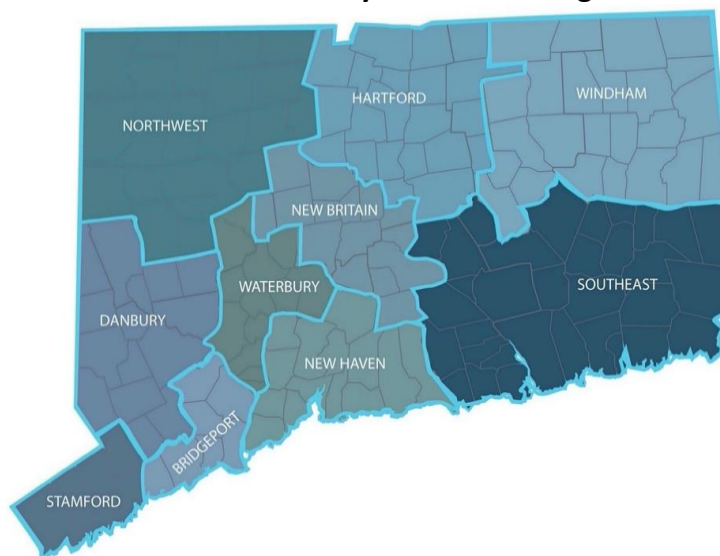 HARTFORD
WINDHAM
NORTHWEST
NEW BRITAIN
SOUTHEAST
WATERBURY
DANBURY
NEW HAVEN
BRIDGEPORT
STAMFORD